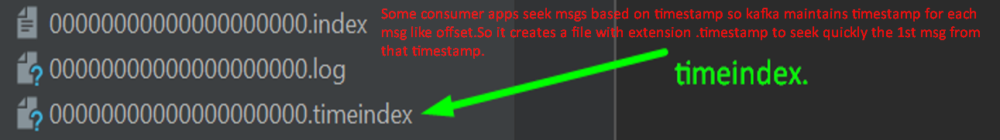 00000000000000000000.index
00000000000000000000.log
00000000000000000000.timeindex
Some consumer apps seek msgs based on timestamp so kafka maintains timestamp for each
msg like offset.So it creates a file with extension .timestamp to seek quickly the 1st msg from
that timestamp.
timeindex.